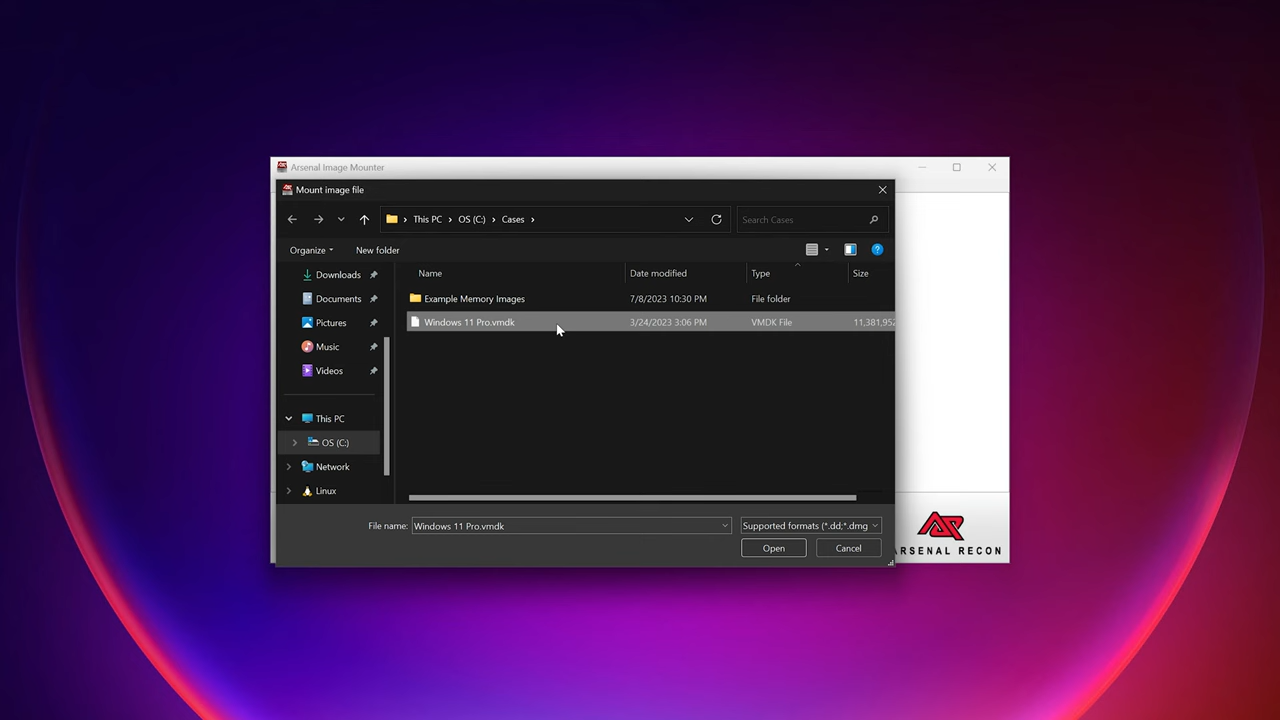 Arsenal Image Mounter
Mount image file
This PC > OS (C:) > Cases >
Search Cases
Organize
New folder
Name Date modified Type Size
Downloads
Documents
Pictures
Music
Videos
This PC
OS (C:)
Network
Linux
Example Memory Images 7/8/2023 10:30 PM File folder
Windows 11 Pro.vmdk 3/24/2023 3:06 PM VMDK File 11,381,952
File name: Windows 11 Pro.vmdk
Supported formats (*.dd;*.dmg
Open
Cancel
ARSENAL RECON